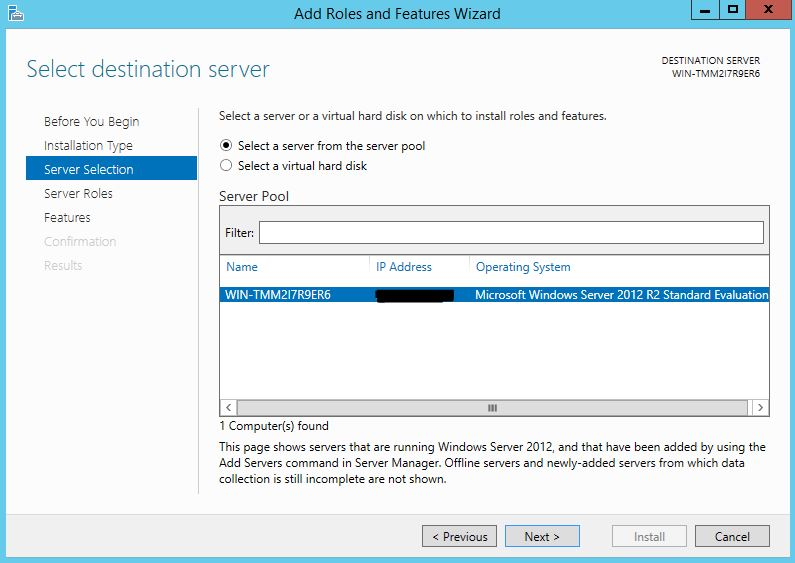 Add Roles and Features Wizard
Select destination server
DESTINATION SERVER
WIN-TMM2I7R9ER6
Before You Begin
Installation Type
Server Selection
Server Roles
Features
Confirmation
Results
Select a server or a virtual hard disk on which to install roles and features.
Select a server from the server pool
Select a virtual hard disk
Server Pool
Filter:
Name IP Address Operating System
WIN-TMM2I7R9ER6 Microsoft Windows Server 2012 R2 Standard Evaluation
1 Computer(s) found
This page shows servers that are running Windows Server 2012, and that have been added by using the
Add Servers command in Server Manager. Offline servers and newly-added servers from which data
collection is still incomplete are not shown.
< Previous Next > Install Cancel